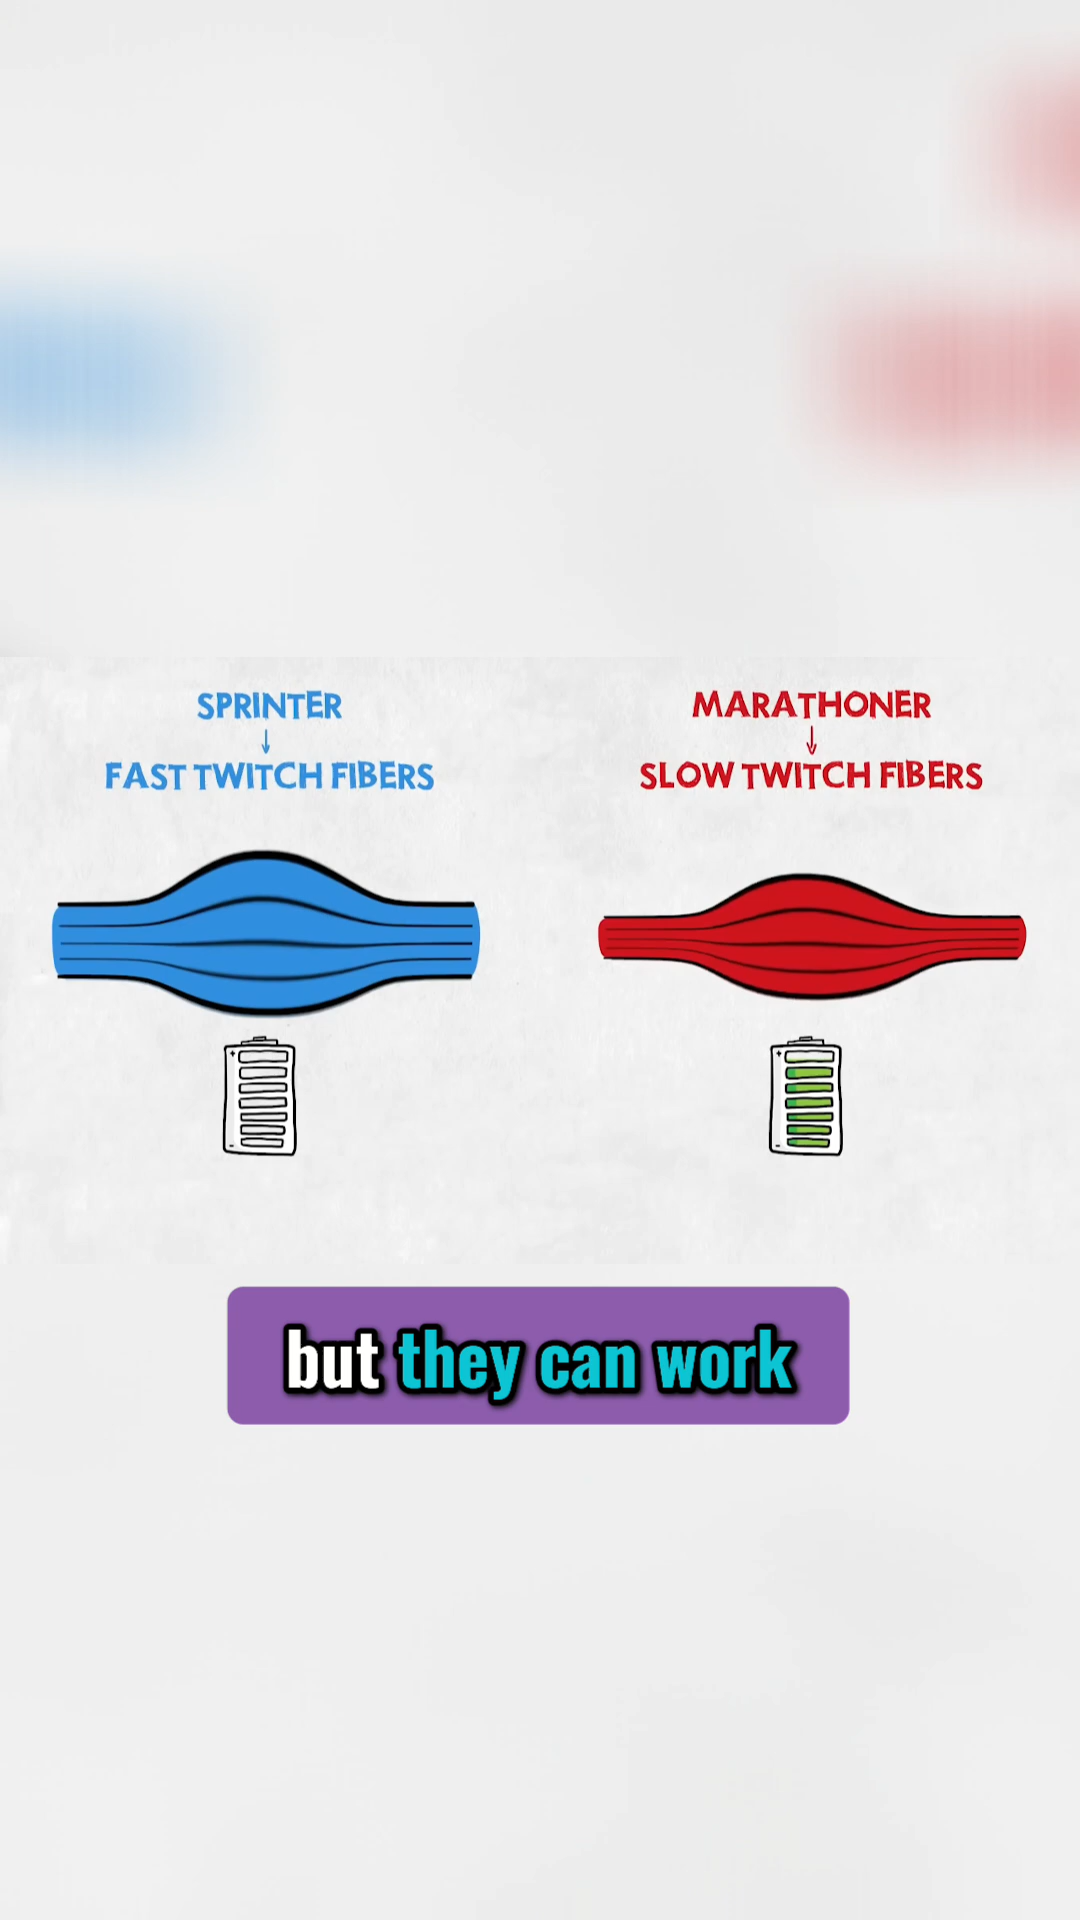 SPRINTER
↓
FAST TWITCH FIBERS
MARATHONER
↓
SLOW TWITCH FIBERS
+
-
+
-
but they can work